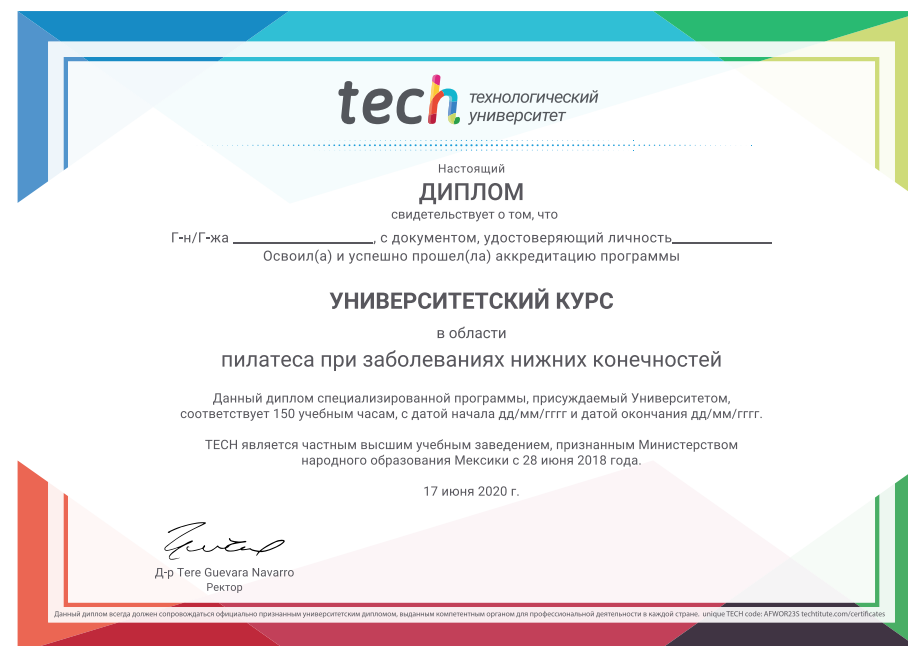 tech технологический
университет
Настоящий
ДИПЛОМ
свидетельствует о том, что
Г-н/Г-жа ____________________, с документом, удостоверяющий личность______________
Освоил(а) и успешно прошел(ла) аккредитацию программы
УНИВЕРСИТЕТСКИЙ КУРС
в области
пилатеса при заболеваниях нижних конечностей
Данный диплом специализированной программы, присуждаемый Университетом,
соответствует 150 учебным часам, с датой начала дд/мм/гггг и датой окончания дд/мм/гггг.
TECH является частным высшим учебным заведением, признанным Министерством
народного образования Мексики с 28 июня 2018 года.
17 июня 2020 г.
Д-р Tere Guevara Navarro
Ректор
Данный диплом всегда должен сопровождаться официально признанным университетским дипломом, выданным компетентным органом для профессиональной деятельности в каждой стране. unique TECH code: AFWOR23S techtitute.com/certificates